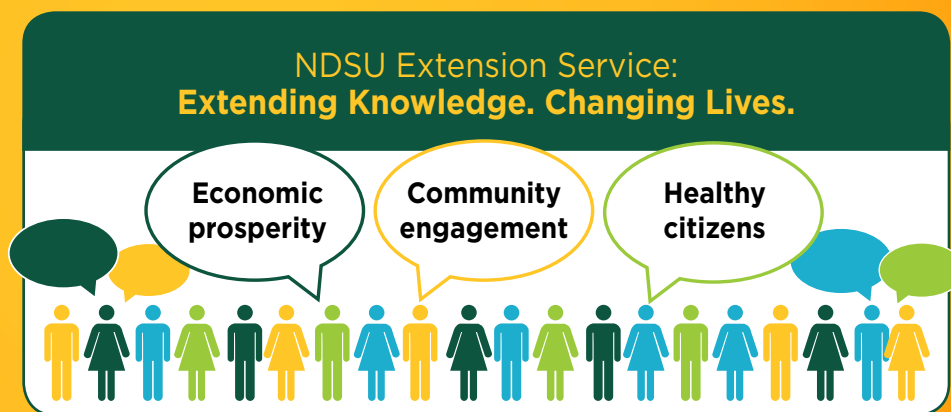 NDSU Extension Service:
Extending Knowledge. Changing Lives.
Economic
prosperity
Community
engagement
Healthy
citizens